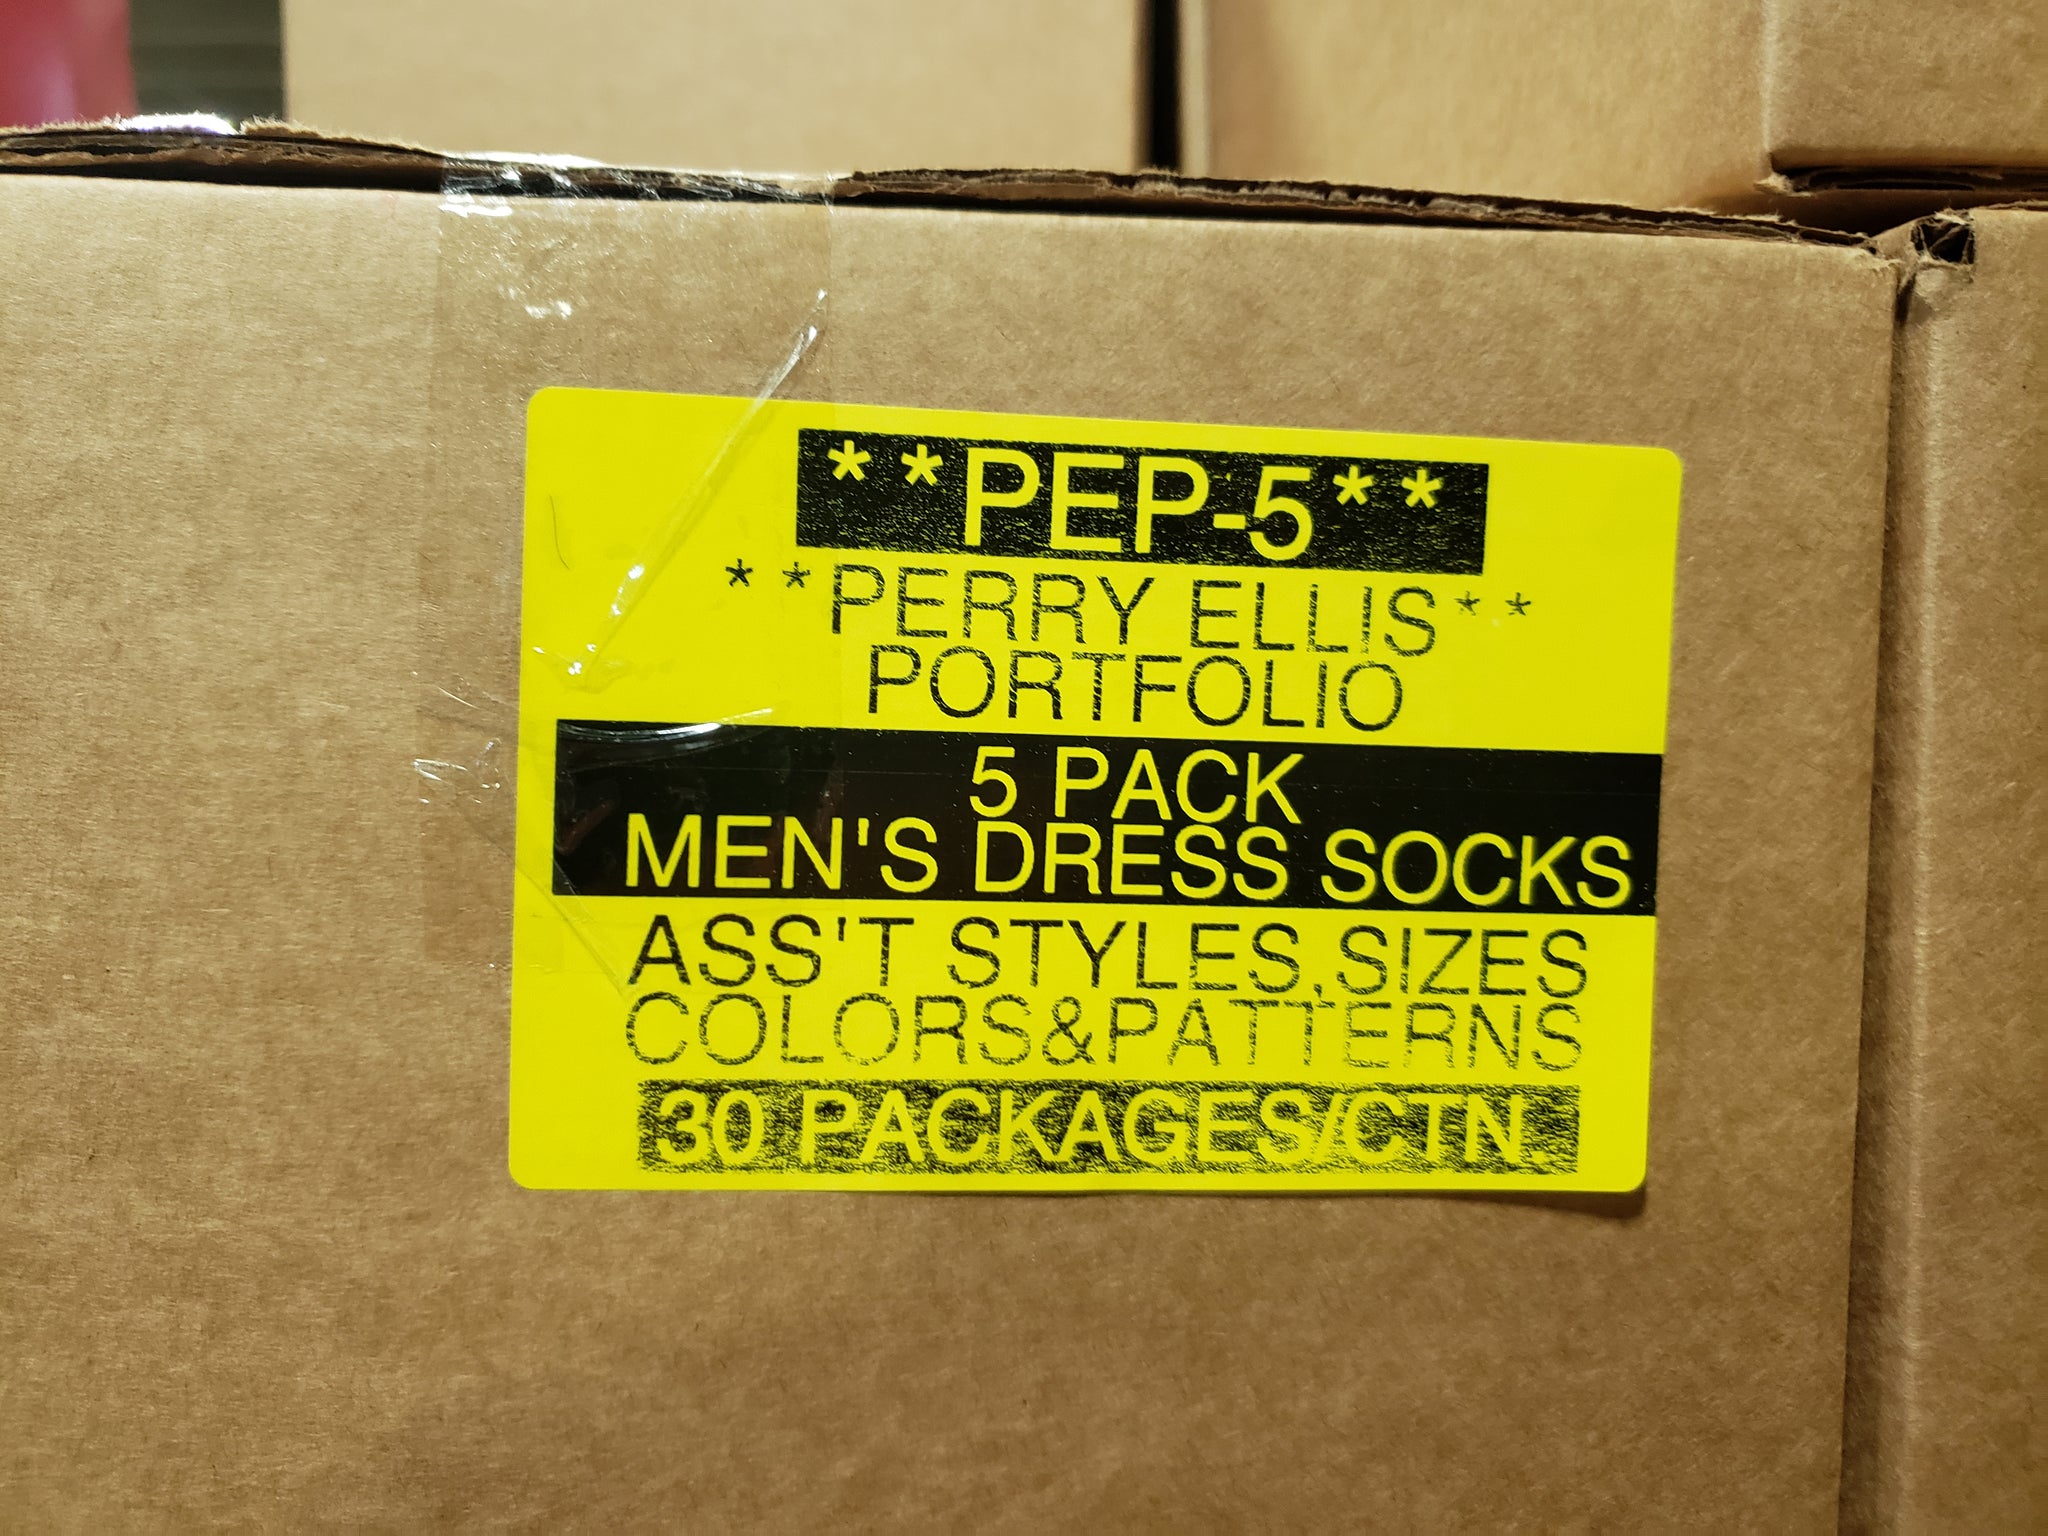 **PEP-5**
**PERRY ELLIS**
PORTFOLIO
5 PACK
MEN'S DRESS SOCKS
ASS'T STYLES,SIZES
COLORS&PATTERNS
30 PACKAGES/CTN.